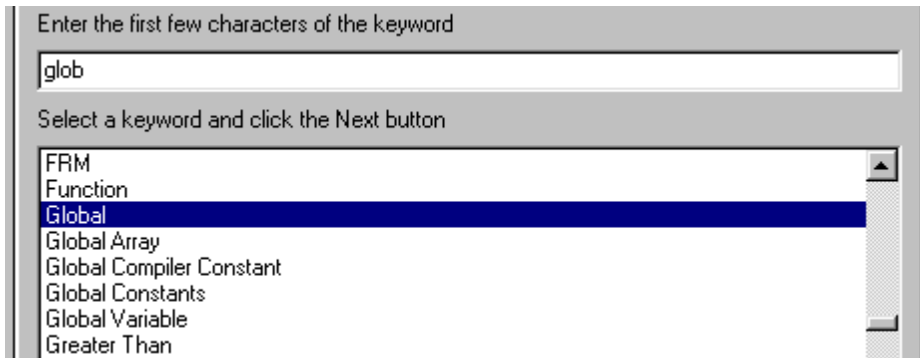 Enter the first few characters of the keyword
glob
Select a keyword and click the Next button
FRM
Function
Global
Global Array
Global Compiler Constant
Global Constants
Global Variable
Greater Than